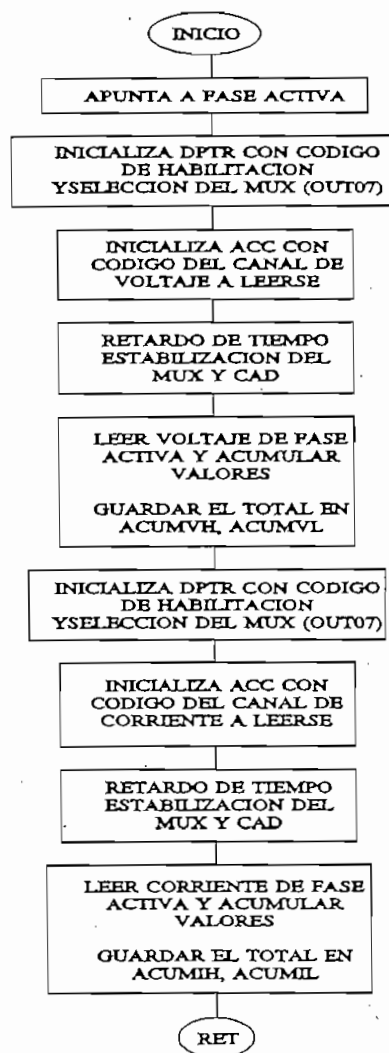 INICIO
APUNTA A FASE ACTIVA
INICIALIZA DPTR CON CODIGO
DE HABILITACION
YSELECCION DEL MUX (OUT07)
INICIALIZA ACC CON
CODIGO DEL CANAL DE
VOLTAJE A LEERSE
RETARDO DE TIEMPO
ESTABILIZACION DEL
MUX Y CAD
LEER VOLTAJE DE FASE
ACTIVA Y ACUMULAR
VALORES
GUARDAR EL TOTAL EN
ACUMVH, ACUMVL
INICIALIZA DPTR CON CODIGO
DE HABILITACION
YSELECCION DEL MUX (OUT07)
INICIALIZA ACC CON
CODIGO DEL CANAL DE
CORRIENTE A LEERSE
RETARDO DE TIEMPO
ESTABILIZACION DEL
MUX Y CAD
LEER CORRIENTE DE FASE
ACTIVA Y ACUMULAR
VALORES
GUARDAR EL TOTAL EN
ACUMIH, ACUMIL
RET